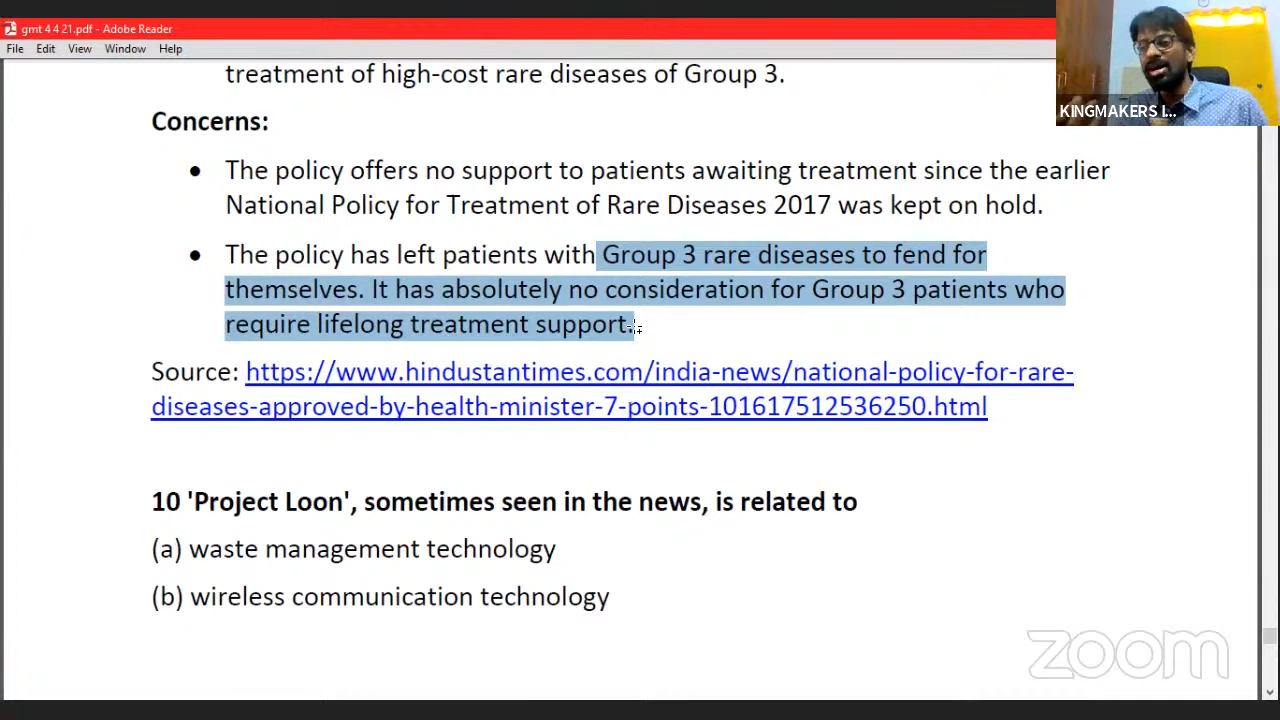 gmt 4 4 21.pdf - Adobe Reader
File Edit View Window Help
KINGMAKERS I...
treatment of high-cost rare diseases of Group 3.
Concerns:
• The policy offers no support to patients awaiting treatment since the earlier
National Policy for Treatment of Rare Diseases 2017 was kept on hold.
• The policy has left patients with Group 3 rare diseases to fend for
themselves. It has absolutely no consideration for Group 3 patients who
require lifelong treatment support.
Source: https://www.hindustantimes.com/india-news/national-policy-for-rare-
diseases-approved-by-health-minister-7-points-101617512536250.html
10 'Project Loon', sometimes seen in the news, is related to
(a) waste management technology
(b) wireless communication technology
zoom